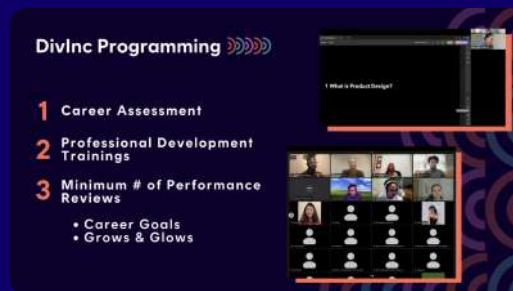 DivInc Programming
1 Career Assessment
2 Professional Development
Trainings
3 Minimum # of Performance
Reviews
• Career Goals
• Grows & Glows
1 What is Product Design?